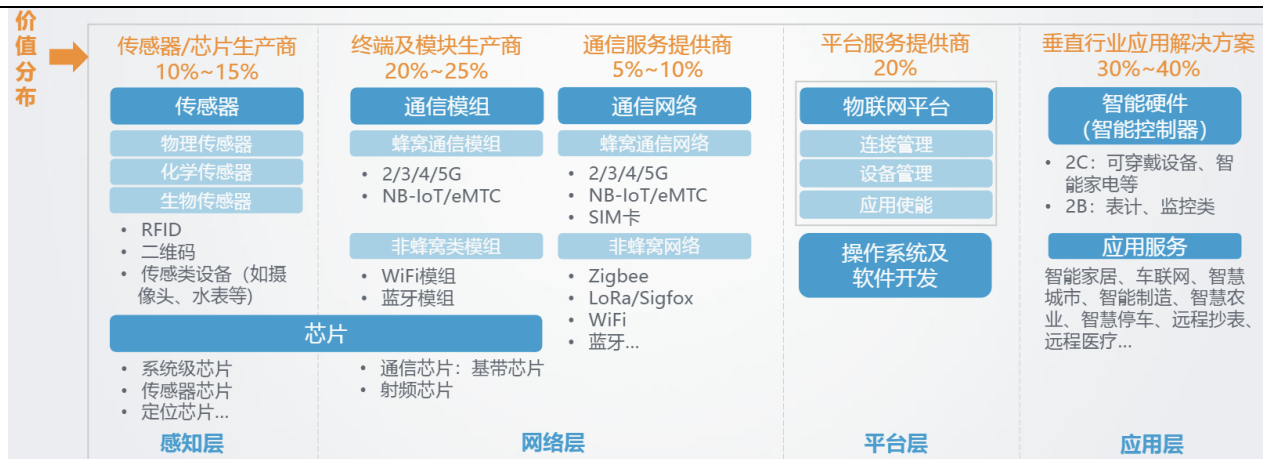 价
值
分
布
传感器/芯片生产商
10%~15%
传感器
物理传感器
化学传感器
生物传感器
• RFID
• 二维码
• 传感类设备（如摄
像头、水表等)
终端及模块生产商
20%~25%
通信模组
蜂窝通信模组
• 2/3/4/5G
• NB-IoT/eMTC
非蜂窝类模组
• WiFi模组
• 蓝牙模组
芯片
• 系统级芯片
• 传感器芯片
• 定位芯片...
• 通信芯片：基带芯片
• 射频芯片
通信服务提供商
5%~10%
通信网络
蜂窝通信网络
• 2/3/4/5G
• NB-IoT/eMTC
• SIM卡
非蜂窝网络
• Zigbee
• LoRa/Sigfox
• WiFi
• 蓝牙...
平台服务提供商
20%
物联网平台
连接管理
设备管理
应用使能
操作系统及
软件开发
垂直行业应用解决方案
30%~40%
智能硬件
（智能控制器）
• 2C：可穿戴设备、智
能家电等
• 2B：表计、监控类
应用服务
智能家居、车联网、智慧
城市、智能制造、智慧农
业、智慧停车、远程抄表、
远程医疗...
感知层
网络层
平台层
应用层